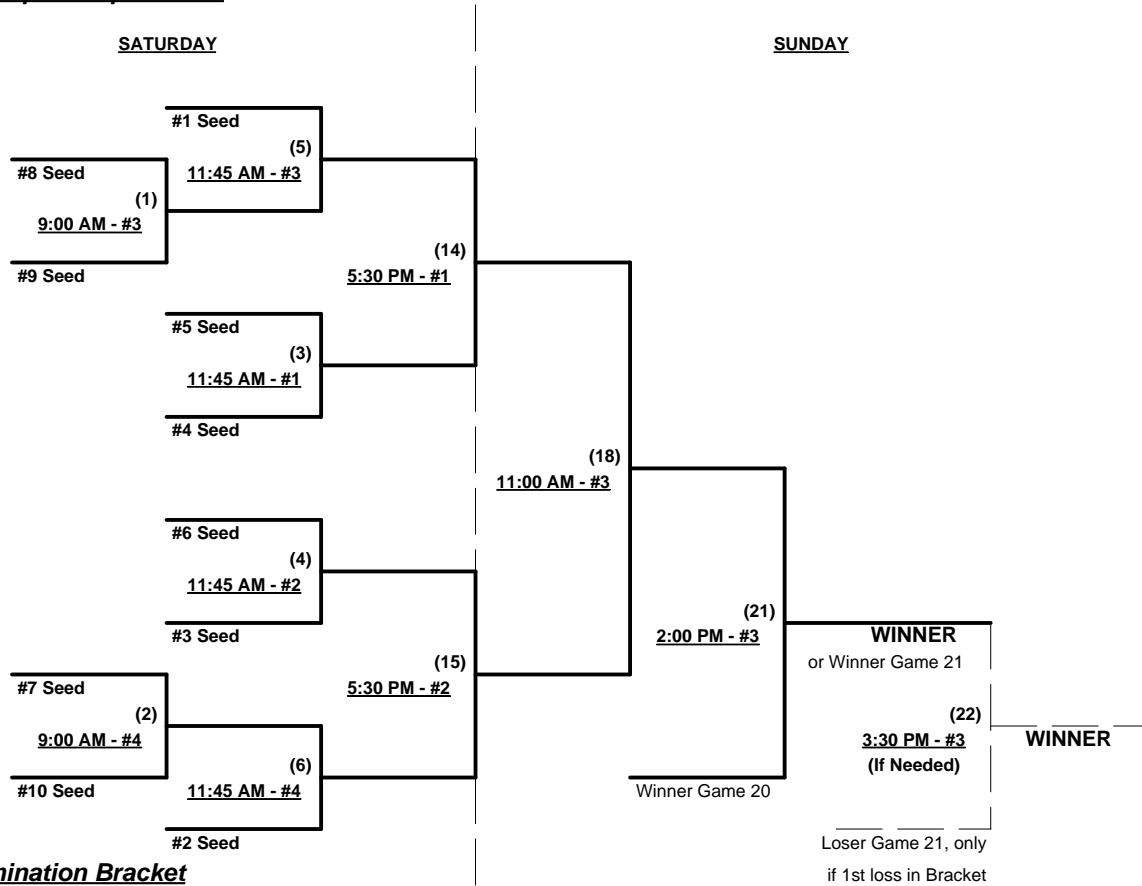 SATURDAY
SUNDAY
#1 Seed
(5)
11:45 AM - #3
#8 Seed
(1)
9:00 AM - #3
#9 Seed
(14)
5:30 PM - #1
#5 Seed
(3)
11:45 AM - #1
#4 Seed
(18)
11:00 AM - #3
#6 Seed
(4)
11:45 AM - #2
#3 Seed
(21)
2:00 PM - #3
WINNER
or Winner Game 21
(15)
5:30 PM - #2
#7 Seed
(2)
9:00 AM - #4
#10 Seed
(22)
3:30 PM - #3
(If Needed)
WINNER
(6)
11:45 AM - #4
Winner Game 20
#2 Seed
Loser Game 21, only
if 1st loss in Bracket
Bracket